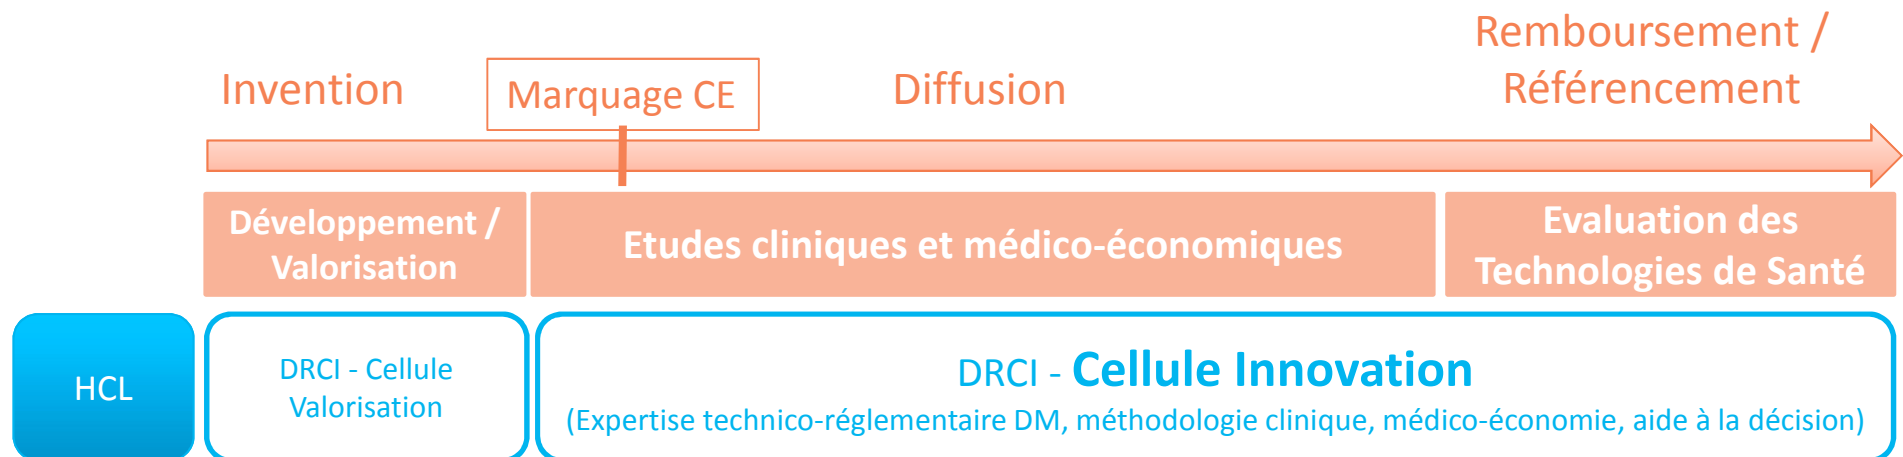 Invention
Marquage CE
Diffusion
Remboursement /
Référencement
Développement /
Valorisation
Etudes cliniques et médico-économiques
Evaluation des
Technologies de Santé
HCL
DRCI - Cellule
Valorisation
DRCI - Cellule Innovation
(Expertise technico-réglementaire DM, méthodologie clinique, médico-économie, aide à la décision)